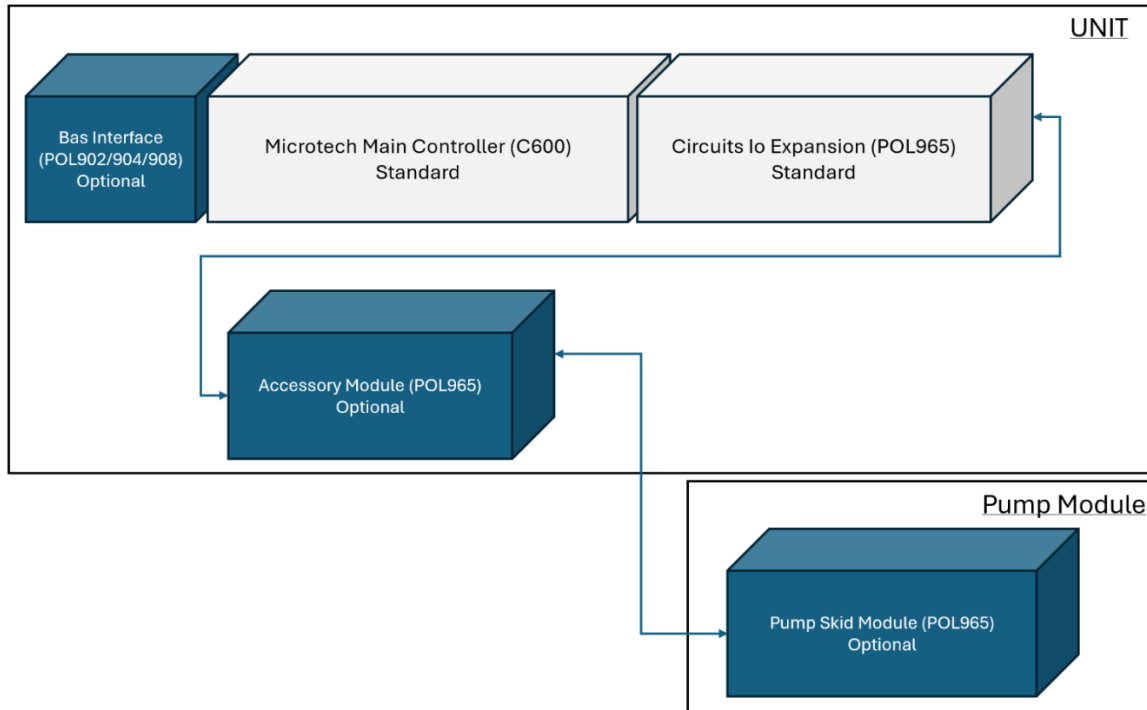 UNIT
Bas Interface
(POL902/904/908)
Optional
Microtech Main Controller (C600)
Standard
Circuits Io Expansion (POL965)
Standard
Accessory Module (POL965)
Optional
Pump Module
Pump Skid Module (POL965)
Optional